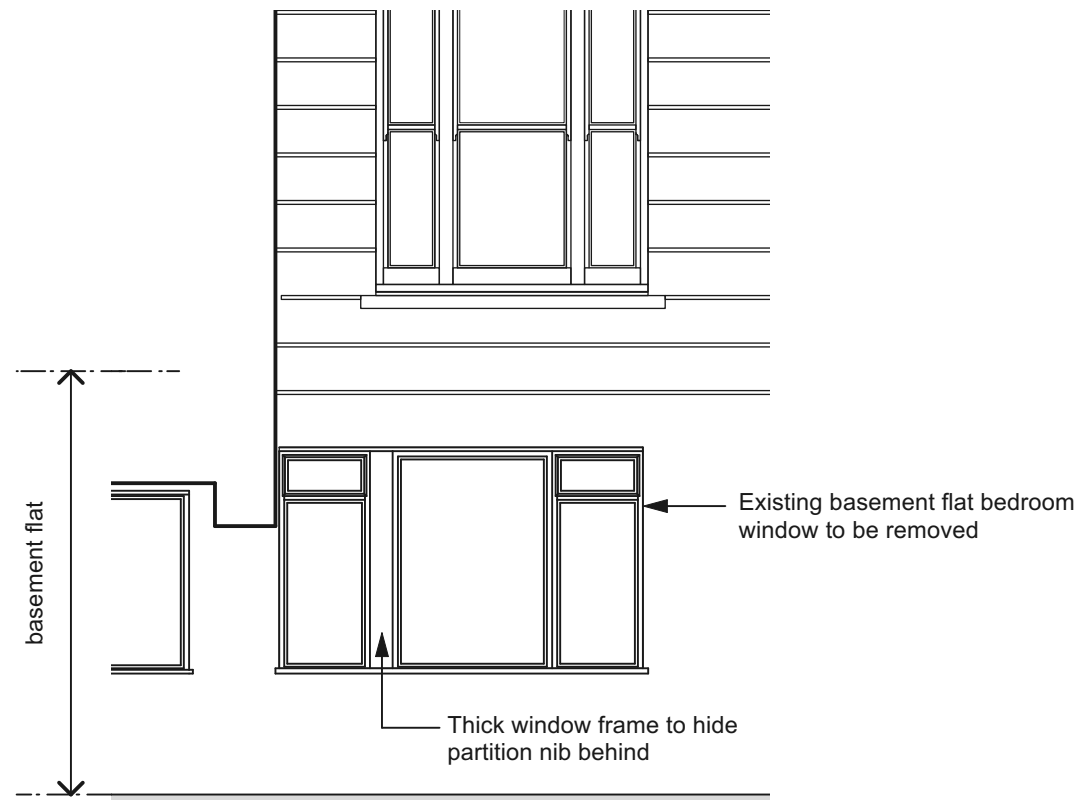 basement flat
Existing basement flat bedroom
window to be removed
Thick window frame to hide
partition nib behind